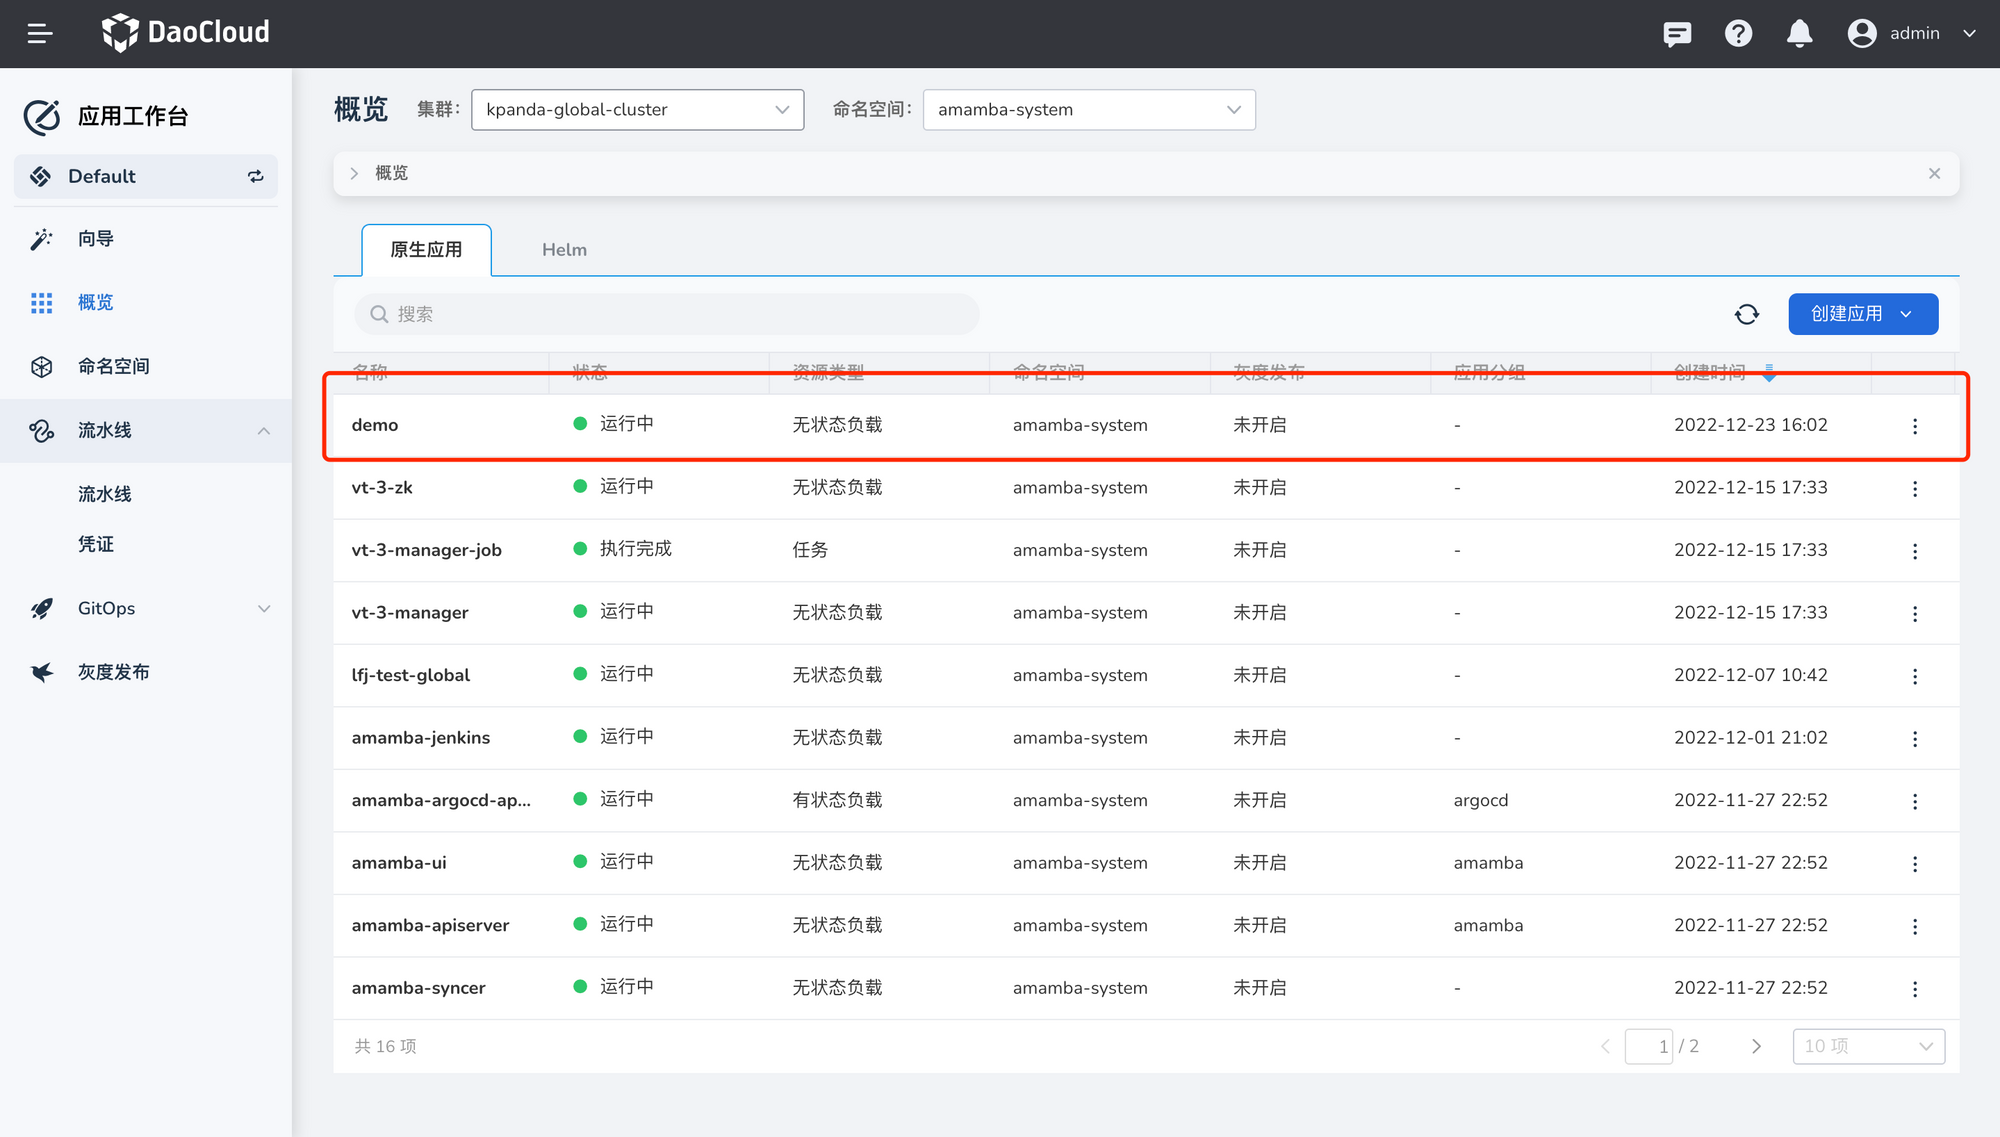 DaoCloud
admin
应用工作台
Default
向导
概览
命名空间
流水线
流水线
凭证
GitOps
灰度发布
概览 集群： kpanda-global-cluster 命名空间： amamba-system
概览
原生应用 Helm
搜索 创建应用
名称 状态 资源类型 命名空间 灰度发布 应用分组 创建时间
demo 运行中 无状态负载 amamba-system 未开启 - 2022-12-23 16:02
vt-3-zk 运行中 无状态负载 amamba-system 未开启 - 2022-12-15 17:33
vt-3-manager-job 执行完成 任务 amamba-system 未开启 - 2022-12-15 17:33
vt-3-manager 运行中 无状态负载 amamba-system 未开启 - 2022-12-15 17:33
lfj-test-global 运行中 无状态负载 amamba-system 未开启 - 2022-12-07 10:42
amamba-jenkins 运行中 无状态负载 amamba-system 未开启 - 2022-12-01 21:02
amamba-argocd-ap... 运行中 有状态负载 amamba-system 未开启 argocd 2022-11-27 22:52
amamba-ui 运行中 无状态负载 amamba-system 未开启 amamba 2022-11-27 22:52
amamba-apiserver 运行中 无状态负载 amamba-system 未开启 amamba 2022-11-27 22:52
amamba-syncer 运行中 无状态负载 amamba-system 未开启 - 2022-11-27 22:52
共 16 项 1 / 2 10 项